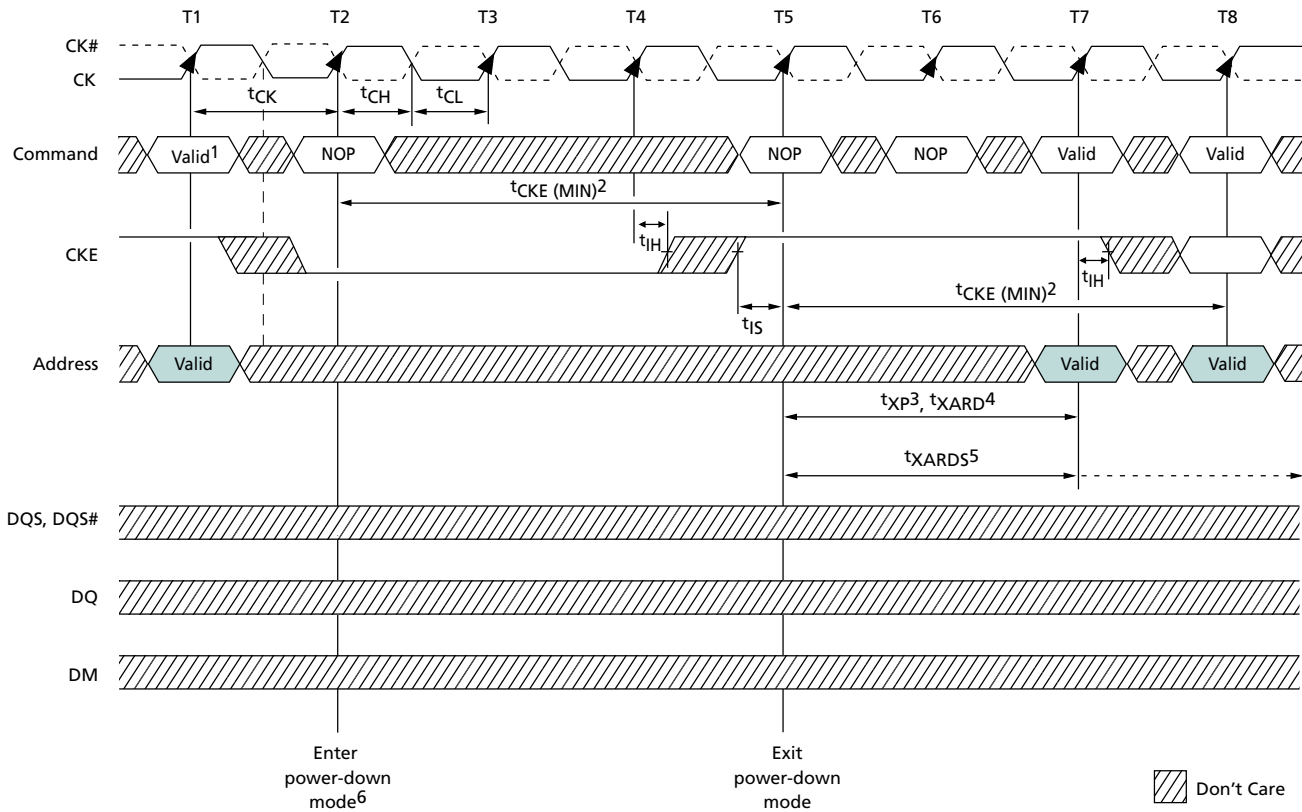 T1 T2 T3 T4 T5 T6 T7 T8
CK#
CK
tCK tCH tCL
Command Valid1 NOP NOP NOP Valid Valid
tCKE (MIN)2
tIH
CKE
tIH
tCKE (MIN)2
tIS
Address Valid Valid Valid
tXP3, tXARD4
tXARDS5
DQS, DQS#
DQ
DM
Enter
power-down
mode6
Exit
power-down
mode
Don't Care